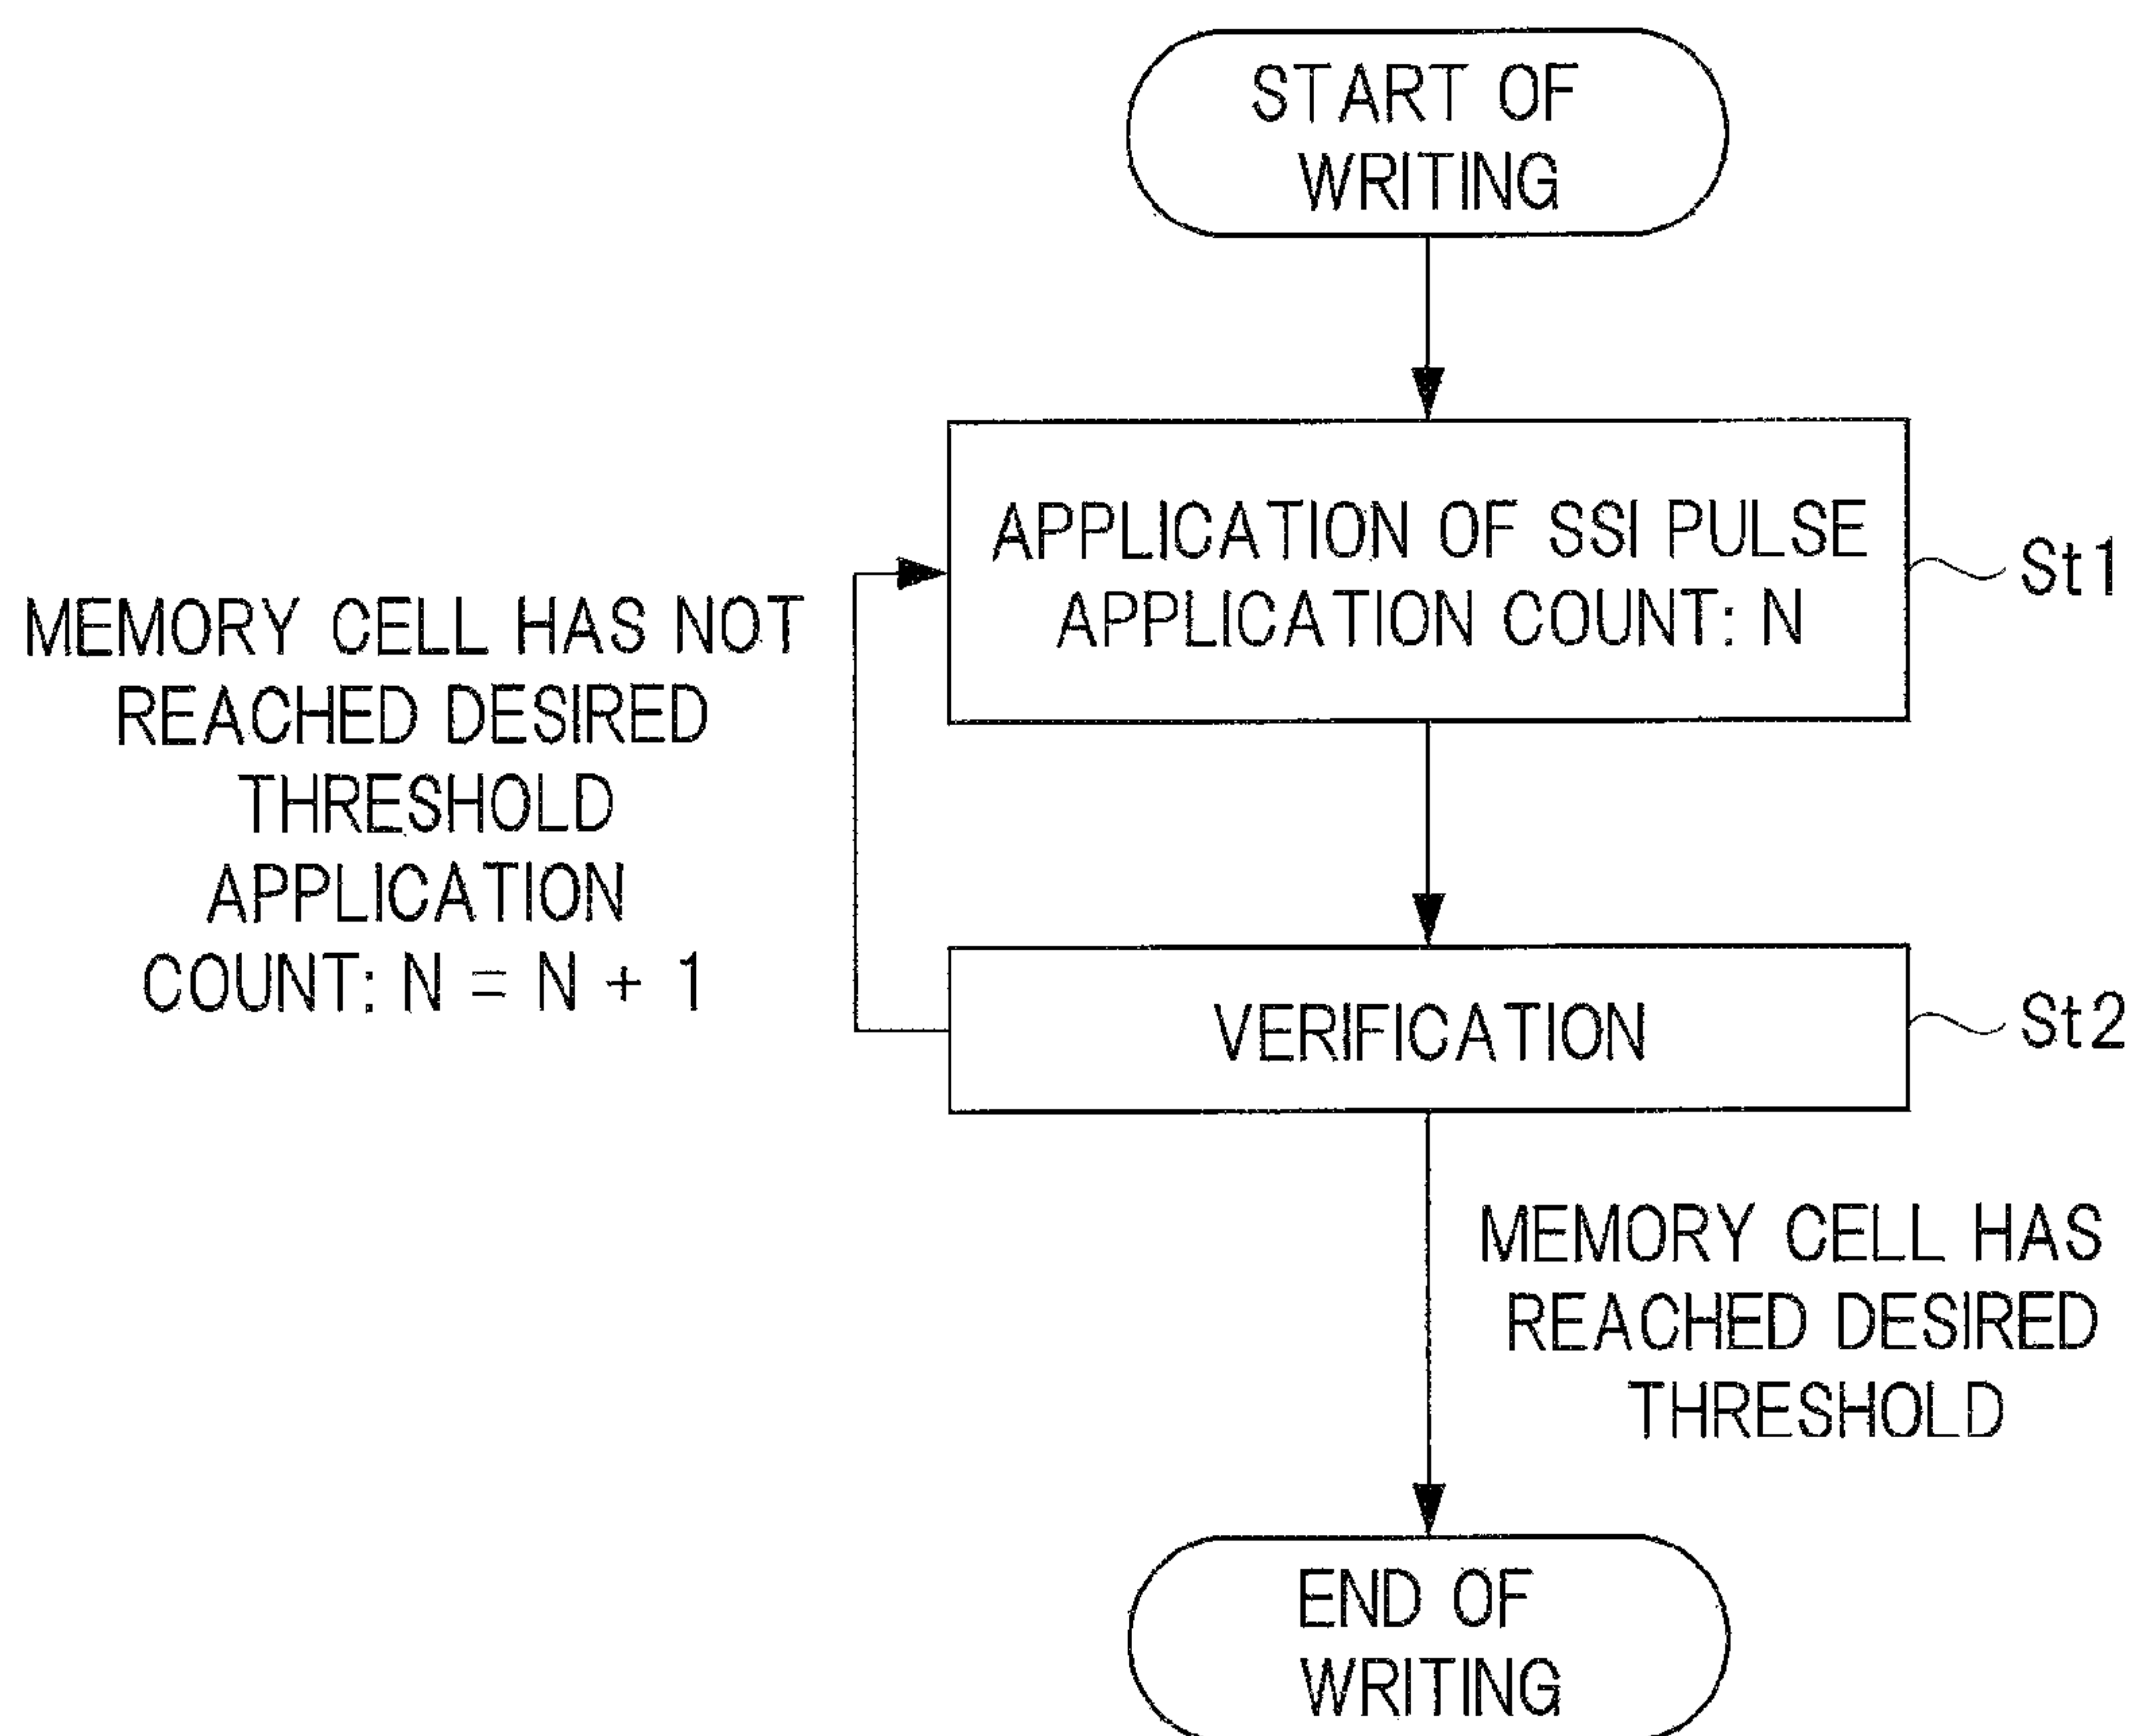 START OF
WRITING
APPLICATION OF SSI PULSE
APPLICATION COUNT: N
St1
MEMORY CELL HAS NOT
REACHED DESIRED
THRESHOLD
APPLICATION
COUNT: N = N + 1
VERIFICATION
St2
MEMORY CELL HAS
REACHED DESIRED
THRESHOLD
END OF
WRITING